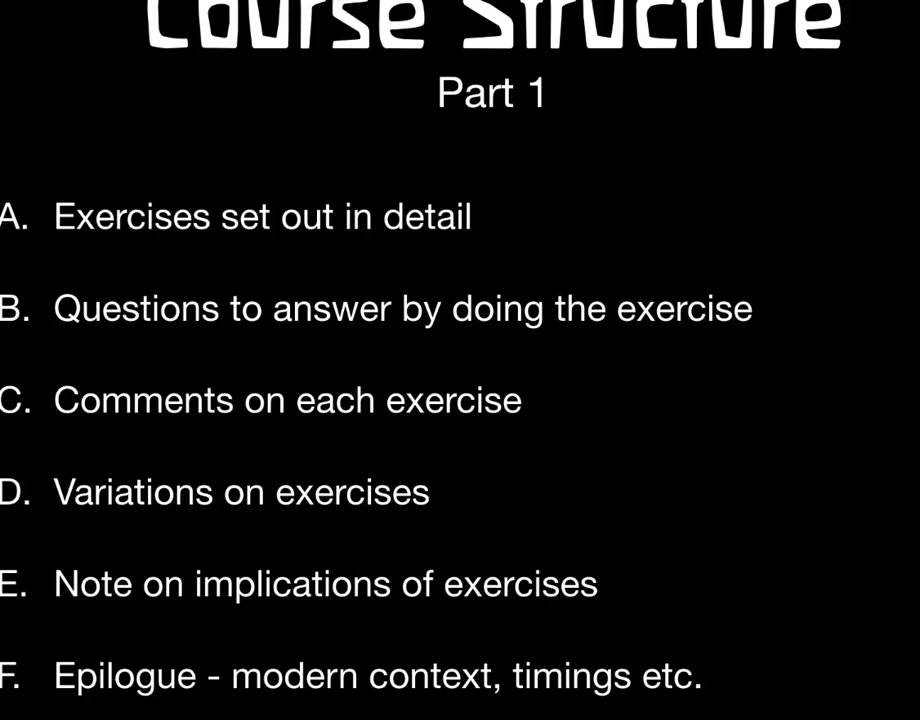 Course Structure
Part 1
A. Exercises set out in detail
B. Questions to answer by doing the exercise
C. Comments on each exercise
D. Variations on exercises
E. Note on implications of exercises
F. Epilogue - modern context, timings etc.